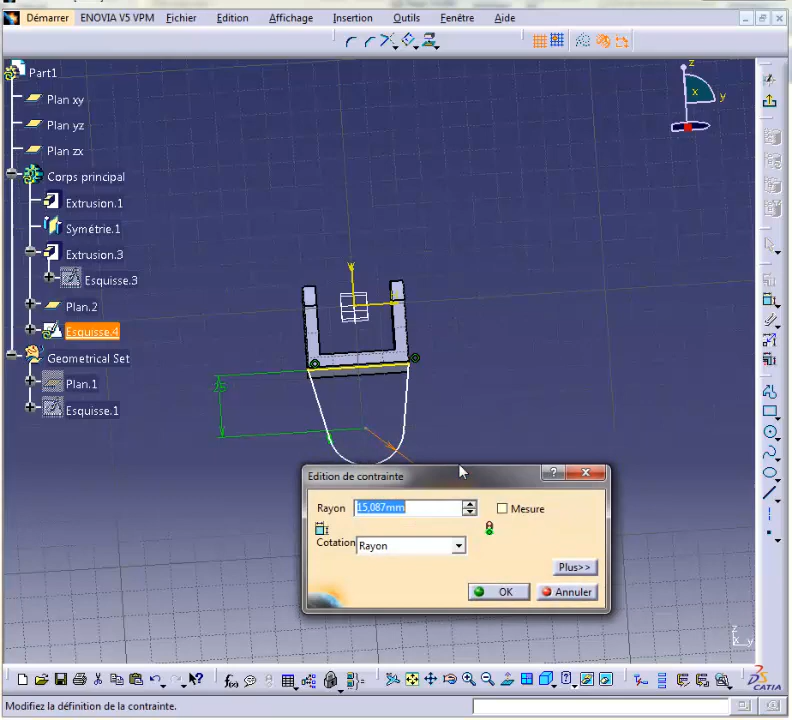 Démarrer ENOVIA V5 VPM Fichier Edition Affichage Insertion Outils Fenêtre Aide
Part1
Plan xy
Plan yz
Plan zx
Corps principal
Extrusion.1
Symétrie.1
Extrusion.3
Esquisse.3
Plan.2
Esquisse.4
Geometrical Set
Plan.1
Esquisse.1
z
x
y
25
Edition de contrainte
Rayon 15,087mm Mesure
Cotation Rayon
Plus>>
OK Annuler
z
x y
f(x)
CATIA
Modifiez la définition de la contrainte.